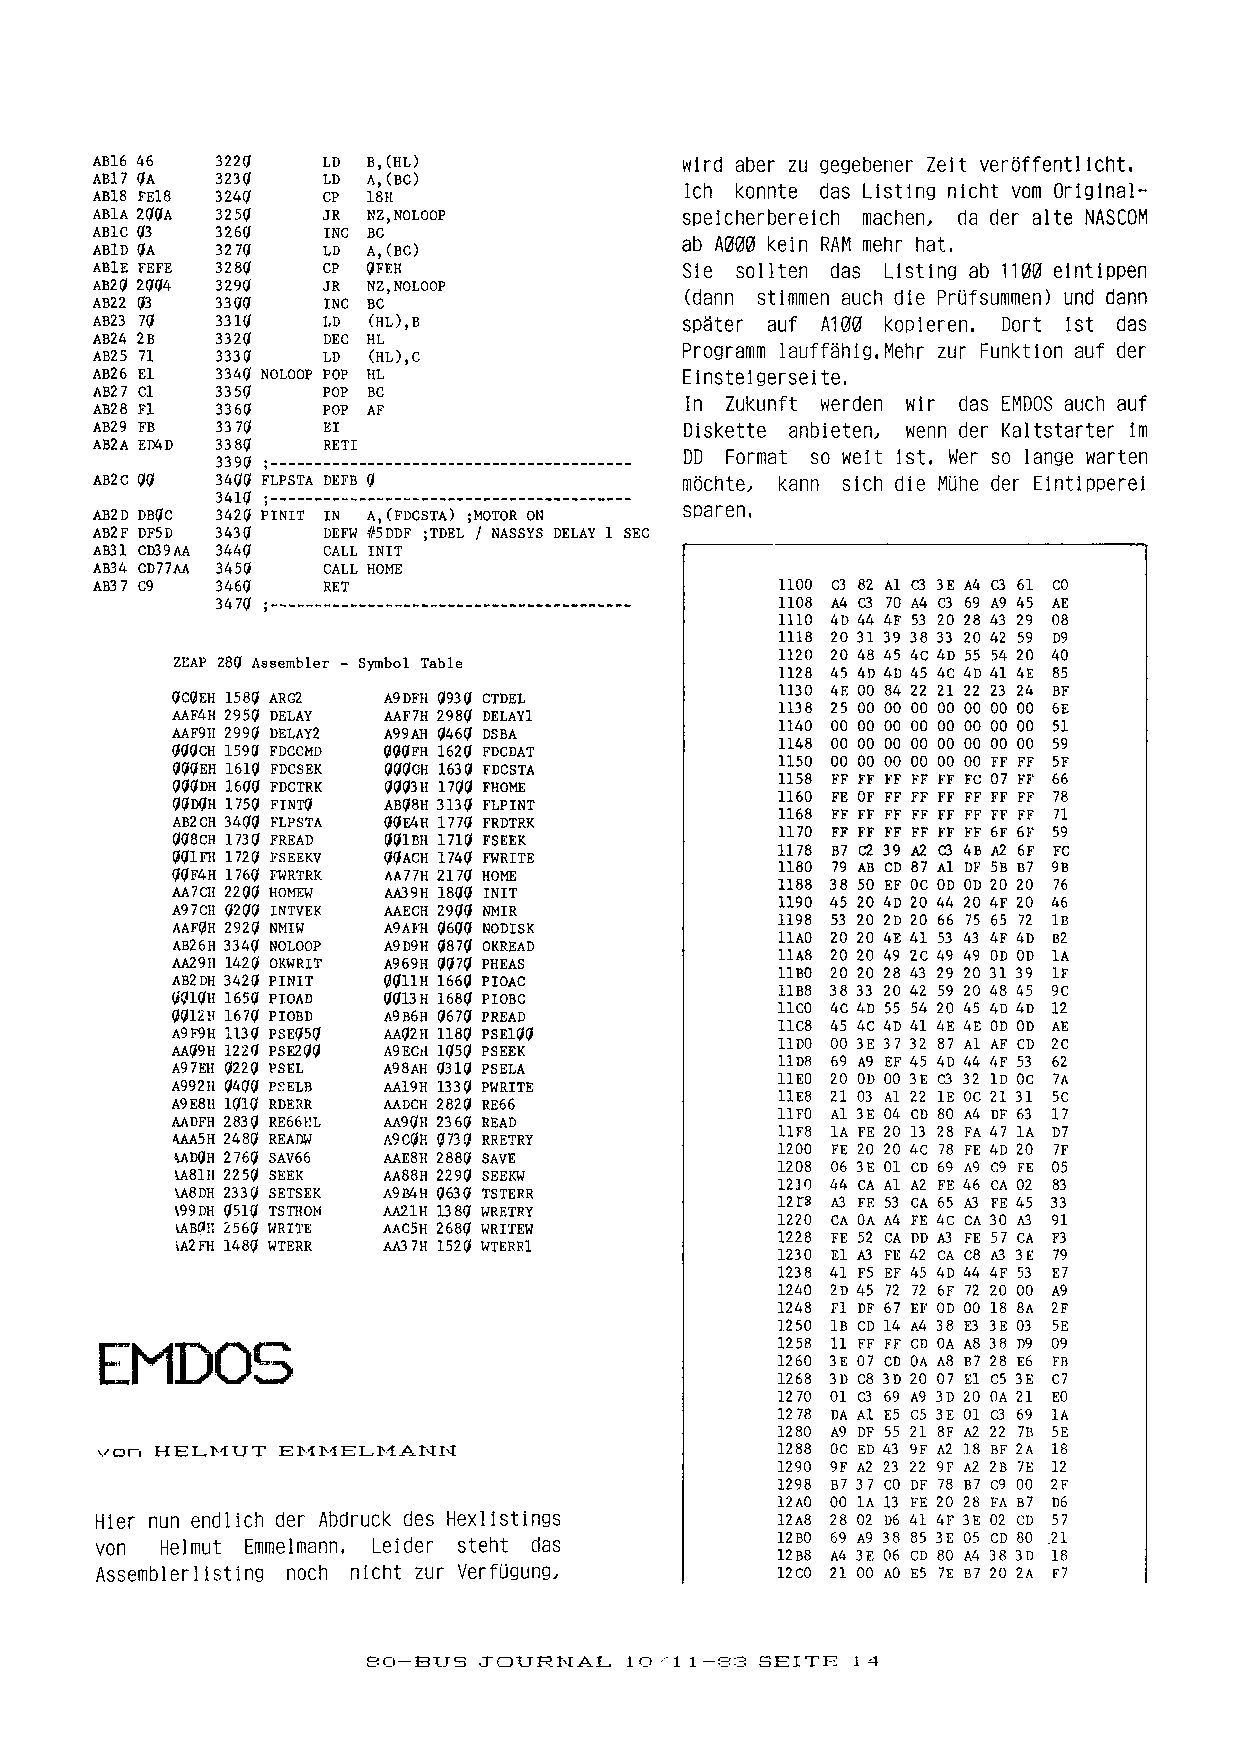 AB16 46 3220 LD B,(HL)
AB17 0A 3230 LD A,(BC)
AB18 FE18 3240 CP 18H
AB1A 200A 3250 JR NZ,NOLOOP
AB1C 03 3260 INC BC
AB1D 0A 3270 LD A,(BC)
AB1E FEFE 3280 CP 0FEH
AB20 2004 3290 JR NZ,NOLOOP
AB22 03 3300 INC BC
AB23 70 3310 LD (HL),B
AB24 2B 3320 DEC HL
AB25 71 3330 LD (HL),C
AB26 E1 3340 NOLOOP POP HL
AB27 C1 3350 POP BC
AB28 F1 3360 POP AF
AB29 FB 3370 EI
AB2A ED4D 3380 RETI
3390 ;-----------------------------------------
AB2C 00 3400 FLPSTA DEFB 0
3410 ;-----------------------------------------
AB2D DB0C 3420 PINIT IN A,(FDCSTA) ;MOTOR ON
AB2F DF5D 3430 DEFW #5DDF ;TDEL / NASSYS DELAY 1 SEC
AB31 CD39AA 3440 CALL INIT
AB34 CD77AA 3450 CALL HOME
AB37 C9 3460 RET
3470 ;-----------------------------------------
ZEAP Z80 Assembler - Symbol Table
0C0EH 1580 ARG2 A9DFH 0930 CTDEL
AAF4H 2950 DELAY AAF7H 2980 DELAY1
AAF9H 2990 DELAY2 A99AH 0460 DSBA
000CH 1590 FDCCMD 000FH 1620 FDCDAT
000EH 1610 FDCSEK 000CH 1630 FDCSTA
000DH 1600 FDCTRK 0003H 1700 FHOME
00D0H 1750 FINT0 AB08H 3130 FLPINT
AB2CH 3400 FLPSTA 00E4H 1770 FRDTRK
008CH 1730 FREAD 001BH 1710 FSEEK
001FH 1720 FSEEKV 00ACH 1740 FWRITE
00F4H 1760 FWRTRK AA77H 2170 HOME
AA7CH 2200 HOMEW AA39H 1800 INIT
A97CH 0200 INTVEK AAECH 2900 NMIR
AAF0H 2920 NMIW A9AFH 0600 NODISK
AB26H 3340 NOLOOP A9D9H 0870 OKREAD
AA29H 1420 OKWRIT A969H 0070 PHEAS
AB2DH 3420 PINIT 0011H 1660 PIOAC
0010H 1650 PIOAD 0013H 1680 PIOBC
0012H 1670 PIOBD A9B6H 0670 PREAD
A9F9H 1130 PSE050 AA02H 1180 PSE100
AA09H 1220 PSE200 A9ECH 1050 PSEEK
A97EH 0220 PSEL A98AH 0310 PSELA
A992H 0400 PSELB AA19H 1330 PWRITE
A9E8H 1010 RDERR AADCH 2820 RE66
AADFH 2830 RE66HL AA90H 2360 READ
AAA5H 2480 READW A9C0H 0730 RRETRY
AAD0H 2760 SAV66 AAE8H 2880 SAVE
AA81H 2250 SEEK AA88H 2290 SEEKW
AA8DH 2330 SETSEK A9B4H 0630 TSTERR
A99DH 0510 TSTHOM AA21H 1380 WRETRY
AAB0H 2560 WRITE AAC5H 2680 WRITEW
AA2FH 1480 WTERR AA37H 1520 WTERR1
EMDOS
von HELMUT EMMELMANN
Hier nun endlich der Abdruck des Hexlistings
von Helmut Emmelmann. Leider steht das
Assemblerlisting noch nicht zur Verfügung,
wird aber zu gegebener Zeit veröffentlicht.
Ich konnte das Listing nicht vom Original-
speicherbereich machen, da der alte NASCOM
ab A000 kein RAM mehr hat.
Sie sollten das Listing ab 1100 eintippen
(dann stimmen auch die Prüfsummen) und dann
später auf A100 kopieren. Dort ist das
Programm lauffähig.Mehr zur Funktion auf der
Einsteigerseite.
In Zukunft werden wir das EMDOS auch auf
Diskette anbieten, wenn der Kaltstarter im
DD Format so weit ist. Wer so lange warten
möchte, kann sich die Mühe der Eintipperei
sparen.
1100 C3 82 A1 C3 3E A4 C3 61 C0
1108 A4 C3 70 A4 C3 69 A9 45 AE
1110 4D 44 4F 53 20 28 43 29 08
1118 20 31 39 38 33 20 42 59 D9
1120 20 48 45 4C 4D 55 54 20 40
1128 45 4D 4D 45 4C 4D 41 4E 85
1130 4E 00 84 22 21 22 23 24 BF
1138 25 00 00 00 00 00 00 00 6E
1140 00 00 00 00 00 00 00 00 51
1148 00 00 00 00 00 00 00 00 59
1150 00 00 00 00 00 00 FF FF 5F
1158 FF FF FF FF FF FC 07 FF 66
1160 FE 0F FF FF FF FF FF FF 78
1168 FF FF FF FF FF FF FF FF 71
1170 FF FF FF FF FF FF 6F 6F 59
1178 B7 C2 39 A2 C3 4B A2 6F FC
1180 79 AB CD 87 A1 DF 5B B7 9B
1188 38 50 EF 0C 0D 0D 20 20 76
1190 45 20 4D 20 44 20 4F 20 46
1198 53 20 2D 20 66 75 65 72 1B
11A0 20 20 4E 41 53 43 4F 4D B2
11A8 20 20 49 2C 49 49 0D 0D 1A
11B0 20 20 28 43 29 20 31 39 1F
11B8 38 33 20 42 59 20 48 45 9C
11C0 4C 4D 55 54 20 45 4D 4D 12
11C8 45 4C 4D 41 4E 4E 0D 0D AE
11D0 00 3E 37 32 87 A1 AF CD 2C
11D8 69 A9 EF 45 4D 44 4F 53 62
11E0 20 0D 00 3E C3 32 1D 0C 7A
11E8 21 03 A1 22 1E 0C 21 31 5C
11F0 A1 3E 04 CD 80 A4 DF 63 17
11F8 1A FE 20 13 28 FA 47 1A D7
1200 FE 20 20 4C 78 FE 4D 20 7F
1208 06 3E 01 CD 69 A9 C9 FE 05
1210 44 CA A1 A2 FE 46 CA 02 83
1218 A3 FE 53 CA 65 A3 FE 45 33
1220 CA 0A A4 FE 4C CA 30 A3 91
1228 FE 52 CA DD A3 FE 57 CA F3
1230 E1 A3 FE 42 CA C8 A3 3E 79
1238 41 F5 EF 45 4D 44 4F 53 E7
1240 2D 45 72 72 6F 72 20 00 A9
1248 F1 DF 67 EF 0D 00 18 8A 2F
1250 1B CD 14 A4 38 E3 3E 03 5E
1258 11 FF FF CD 0A A8 38 D9 09
1260 3E 07 CD 0A A8 B7 28 E6 FB
1268 3D C8 3D 20 07 E1 C5 3E C7
1270 01 C3 69 A9 3D 20 0A 21 E0
1278 DA A1 E5 C5 3E 01 C3 69 1A
1280 A9 DF 55 21 8F A2 22 7B 5E
1288 0C ED 43 9F A2 18 BF 2A 18
1290 9F A2 23 22 9F A2 2B 7E 12
1298 B7 37 C0 DF 78 B7 C9 00 2F
12A0 00 1A 13 FE 20 28 FA B7 D6
12A8 28 02 D6 41 4F 3E 02 CD 57
12B0 69 A9 38 85 3E 05 CD 80 21
12B8 A4 3E 06 CD 80 A4 38 3D 18
12C0 21 00 A0 E5 7E B7 20 2A F7
80-BUS JOURNAL 10/11-83 SEITE 14